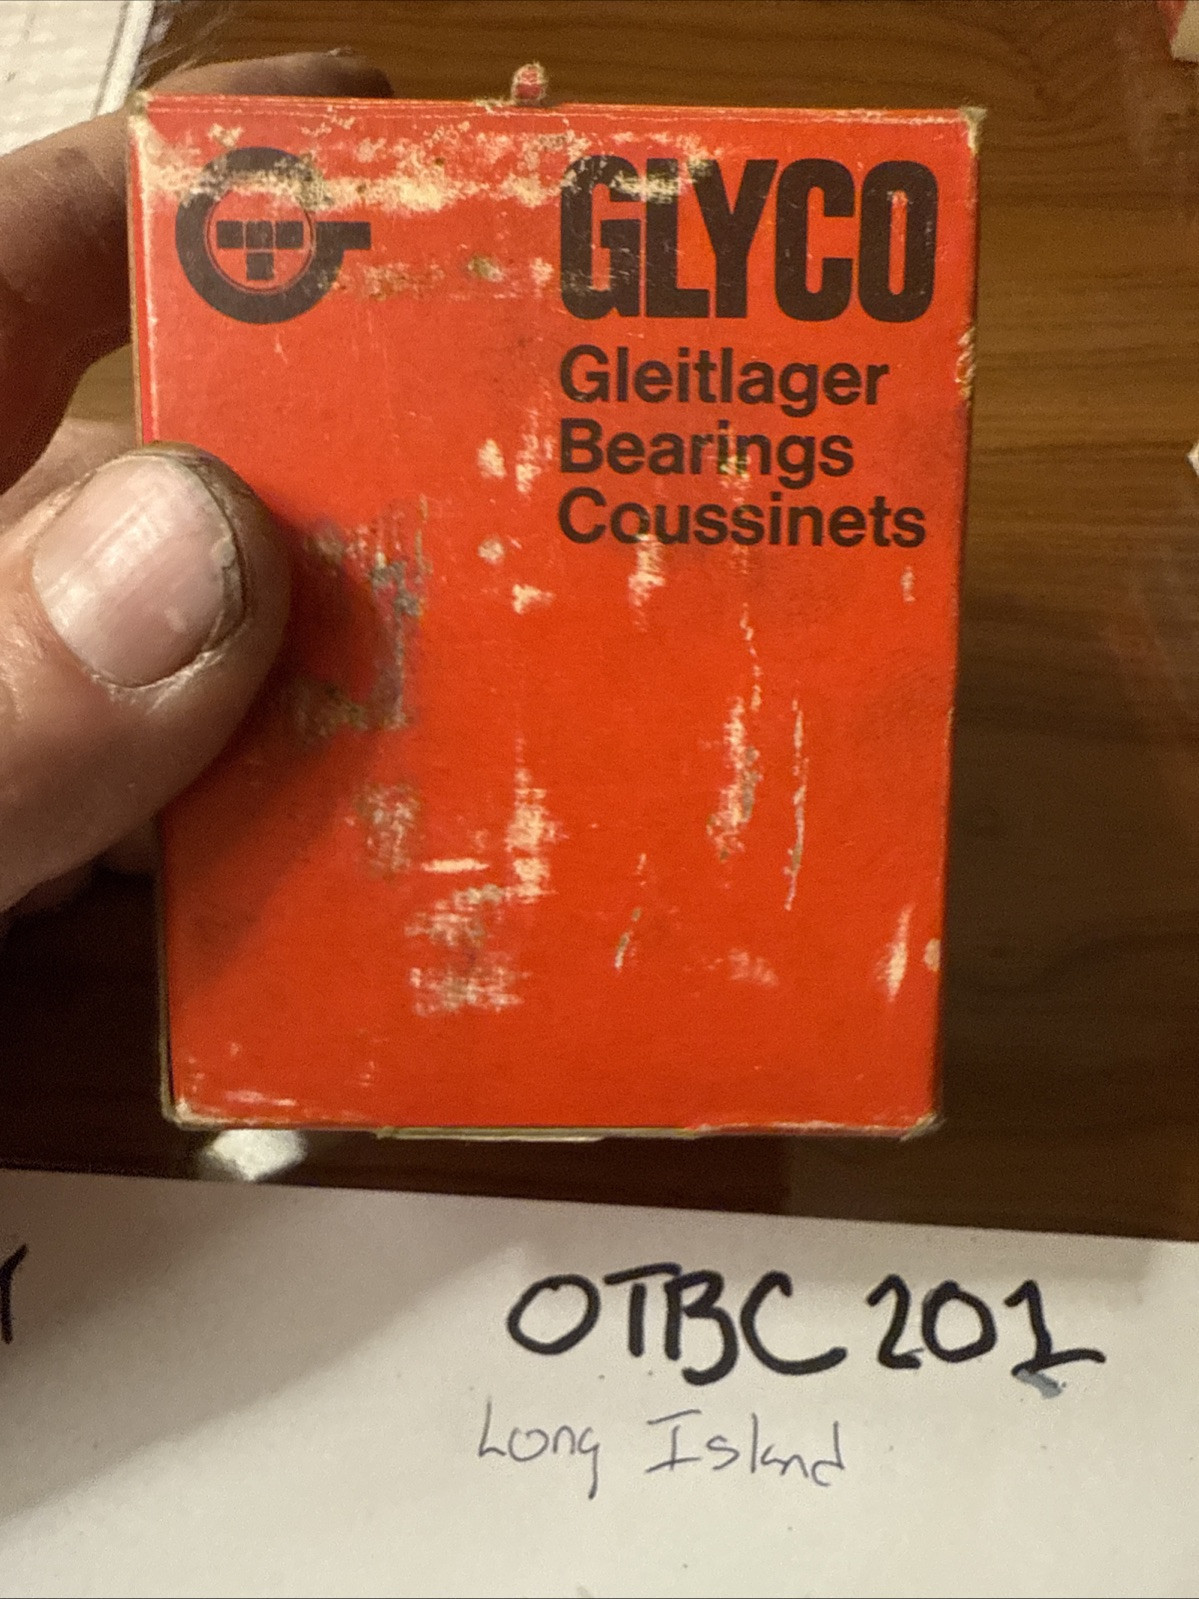 GLYCO
Gleitlager
Bearings
Coussinets
OTBC 201
Long Island